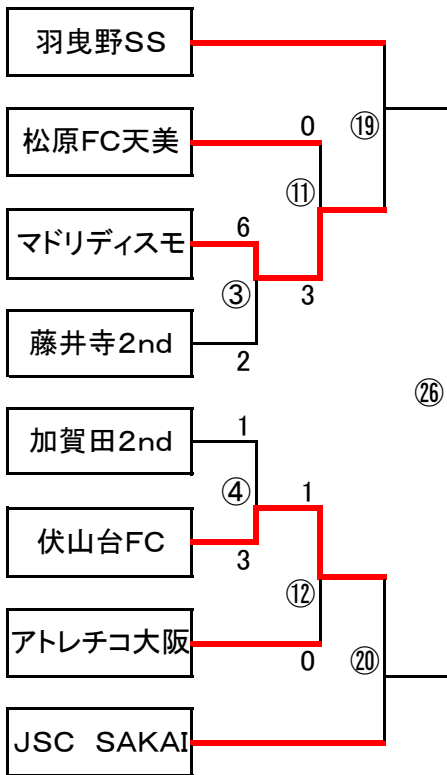 羽曳野SS
松原FC天美
0
⑲
⑪
マドリディスモ
6
③
3
藤井寺2nd
2
㉖
加賀田2nd
1
④
1
伏山台FC
3
⑫
アトレチコ大阪
0
⑳
JSC SAKAI